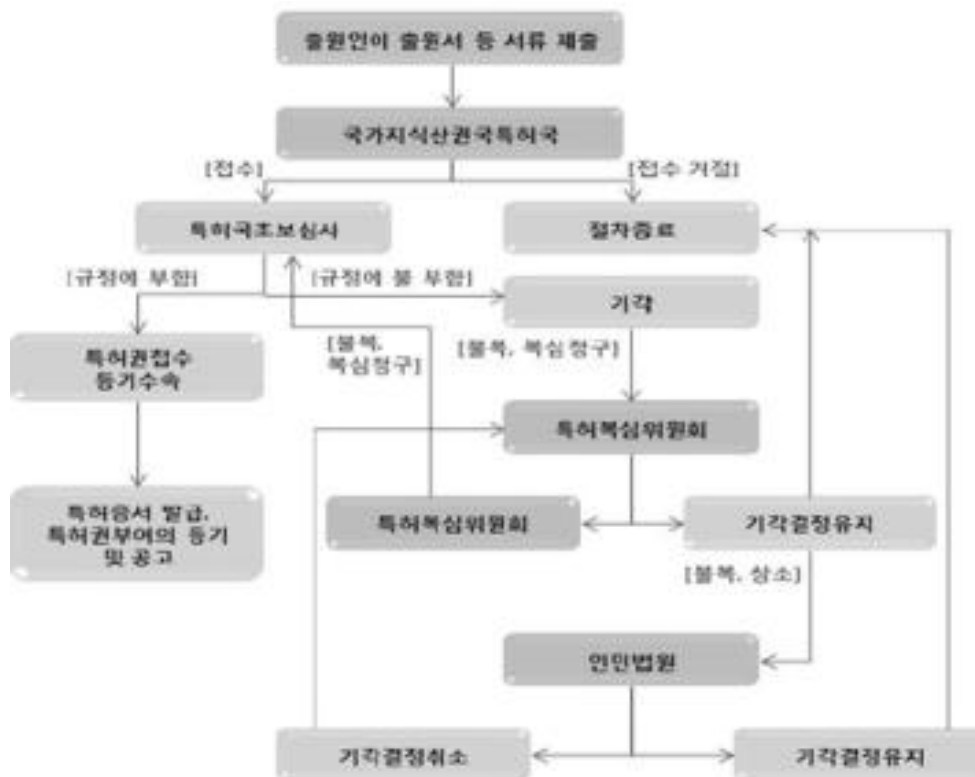 출원인이 출원서 등 서류 제출
국가지식산권국특허국
[접수]
[접수 거절]
특허국초보심사
절차종료
[규정에 부합]
[규정에 불 부합]
기각
특허권접수
등기수속
[불복,
복심청구]
[불복, 복심청구]
특허복심위원회
특허증서 발급,
특허권부여의 등기
및 공고
특허복심위원회
기각결정유지
[불복, 상소]
인민법원
기각결정취소
기각결정유지